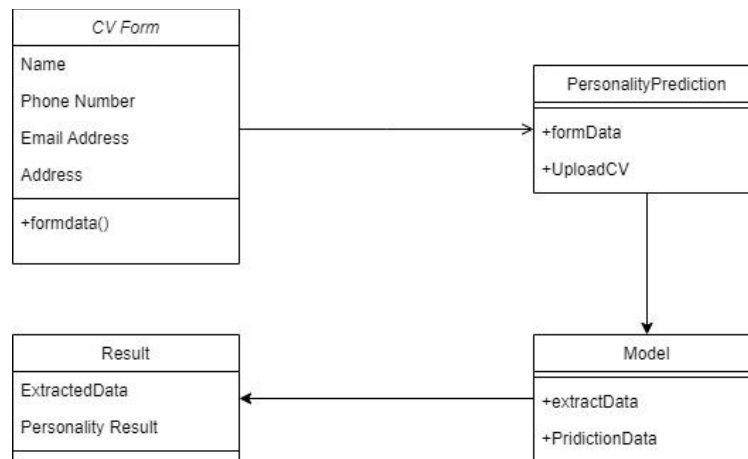 CV Form
Name
Phone Number
Email Address
Address
+formdata()
PersonalityPrediction
+formData
+UploadCV
Result
ExtractedData
Personality Result
Model
+extractData
+PridictionData